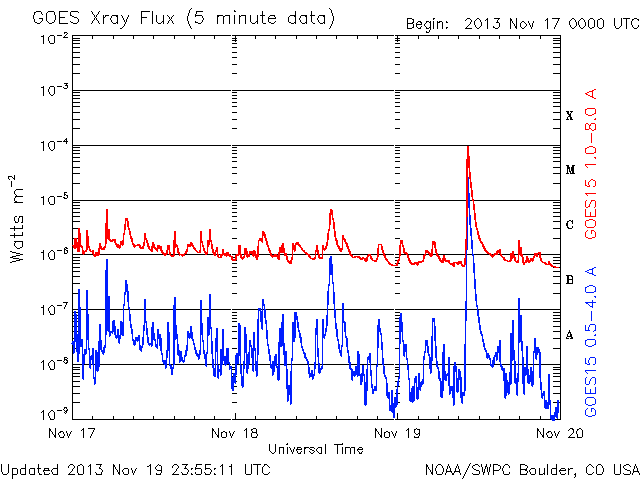 GOES Xray Flux (5 minute data)
Begin: 2013 Nov 17 0000 UTC
10-2
10-3
10-4
10-5
10-6
10-7
10-8
10-9
Watts m-2
X
M
C
B
A
GOES15 1.0-8.0 A
GOES15 0.5-4.0 A
Nov 17
Nov 18
Nov 19
Nov 20
Universal Time
Updated 2013 Nov 19 23:55:11 UTC
NOAA/SWPC Boulder, CO USA